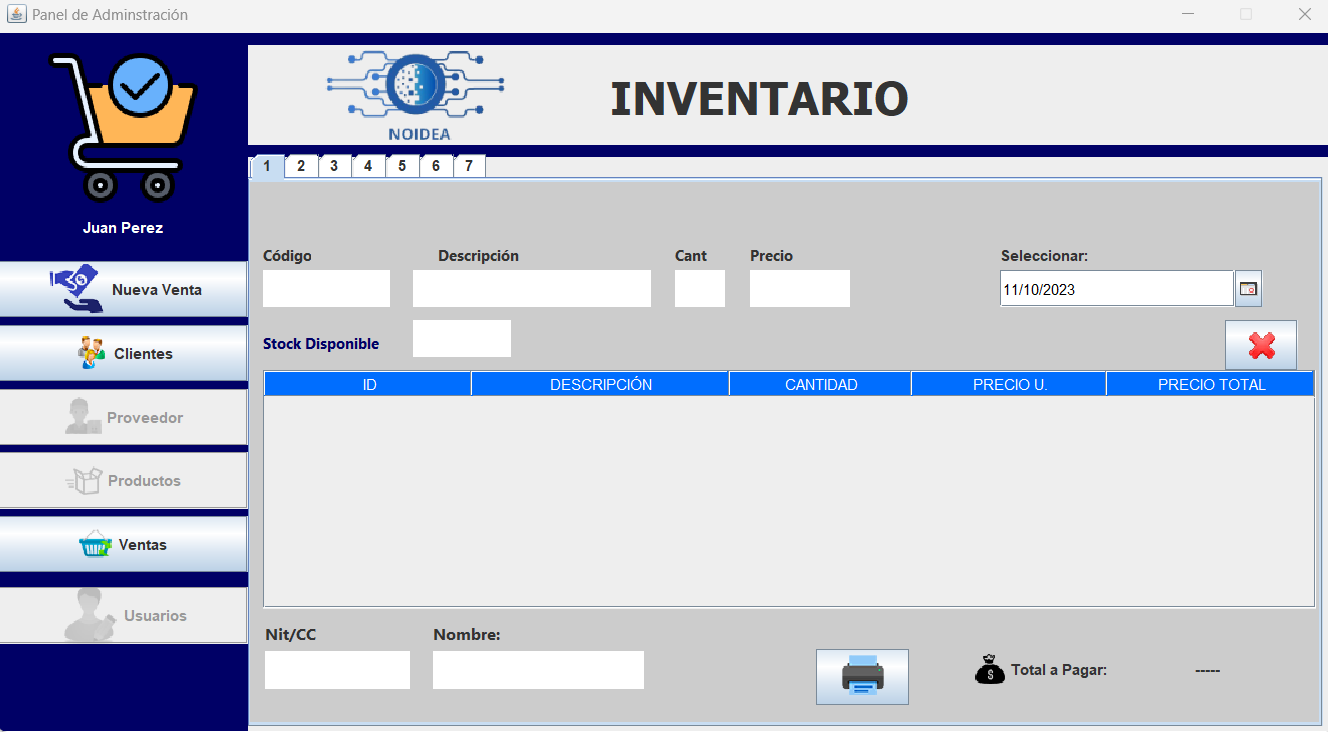 Panel de Adminstración
NOIDEA
INVENTARIO
1 2 3 4 5 6 7
Juan Perez
Nueva Venta
Clientes
Proveedor
Productos
Ventas
Usuarios
Código Descripción Cant Precio Seleccionar:
11/10/2023
Stock Disponible
ID DESCRIPCIÓN CANTIDAD PRECIO U. PRECIO TOTAL
Nit/CC Nombre:
Total a Pagar: -----